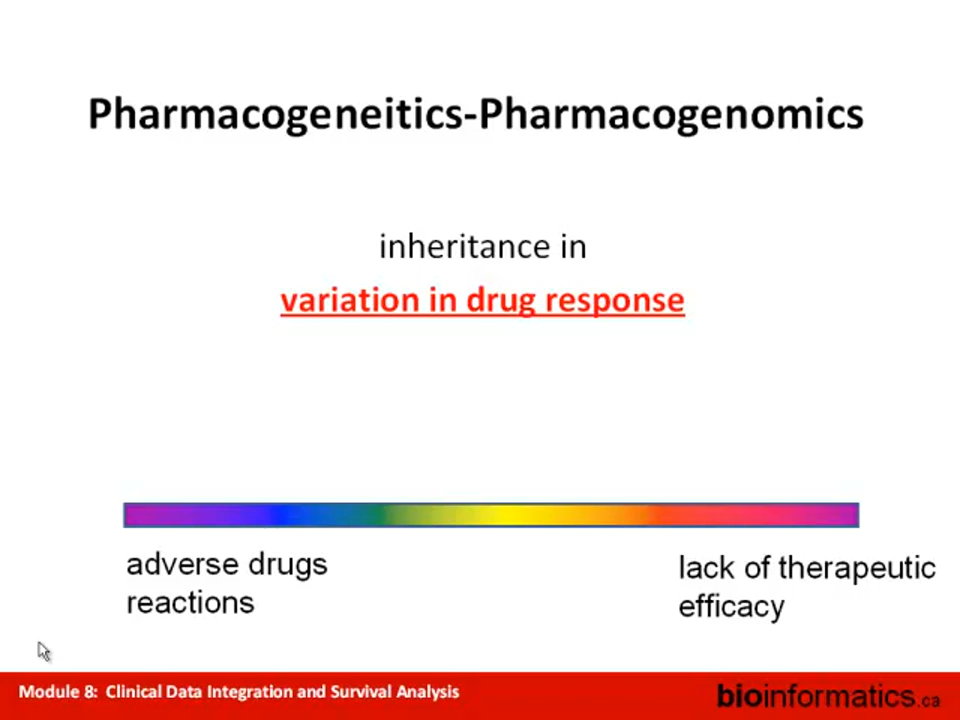 Pharmacogeneitics-Pharmacogenomics
inheritance in
variation in drug response
adverse drugs
reactions
lack of therapeutic
efficacy
Module 8: Clinical Data Integration and Survival Analysis
bioinformatics.ca